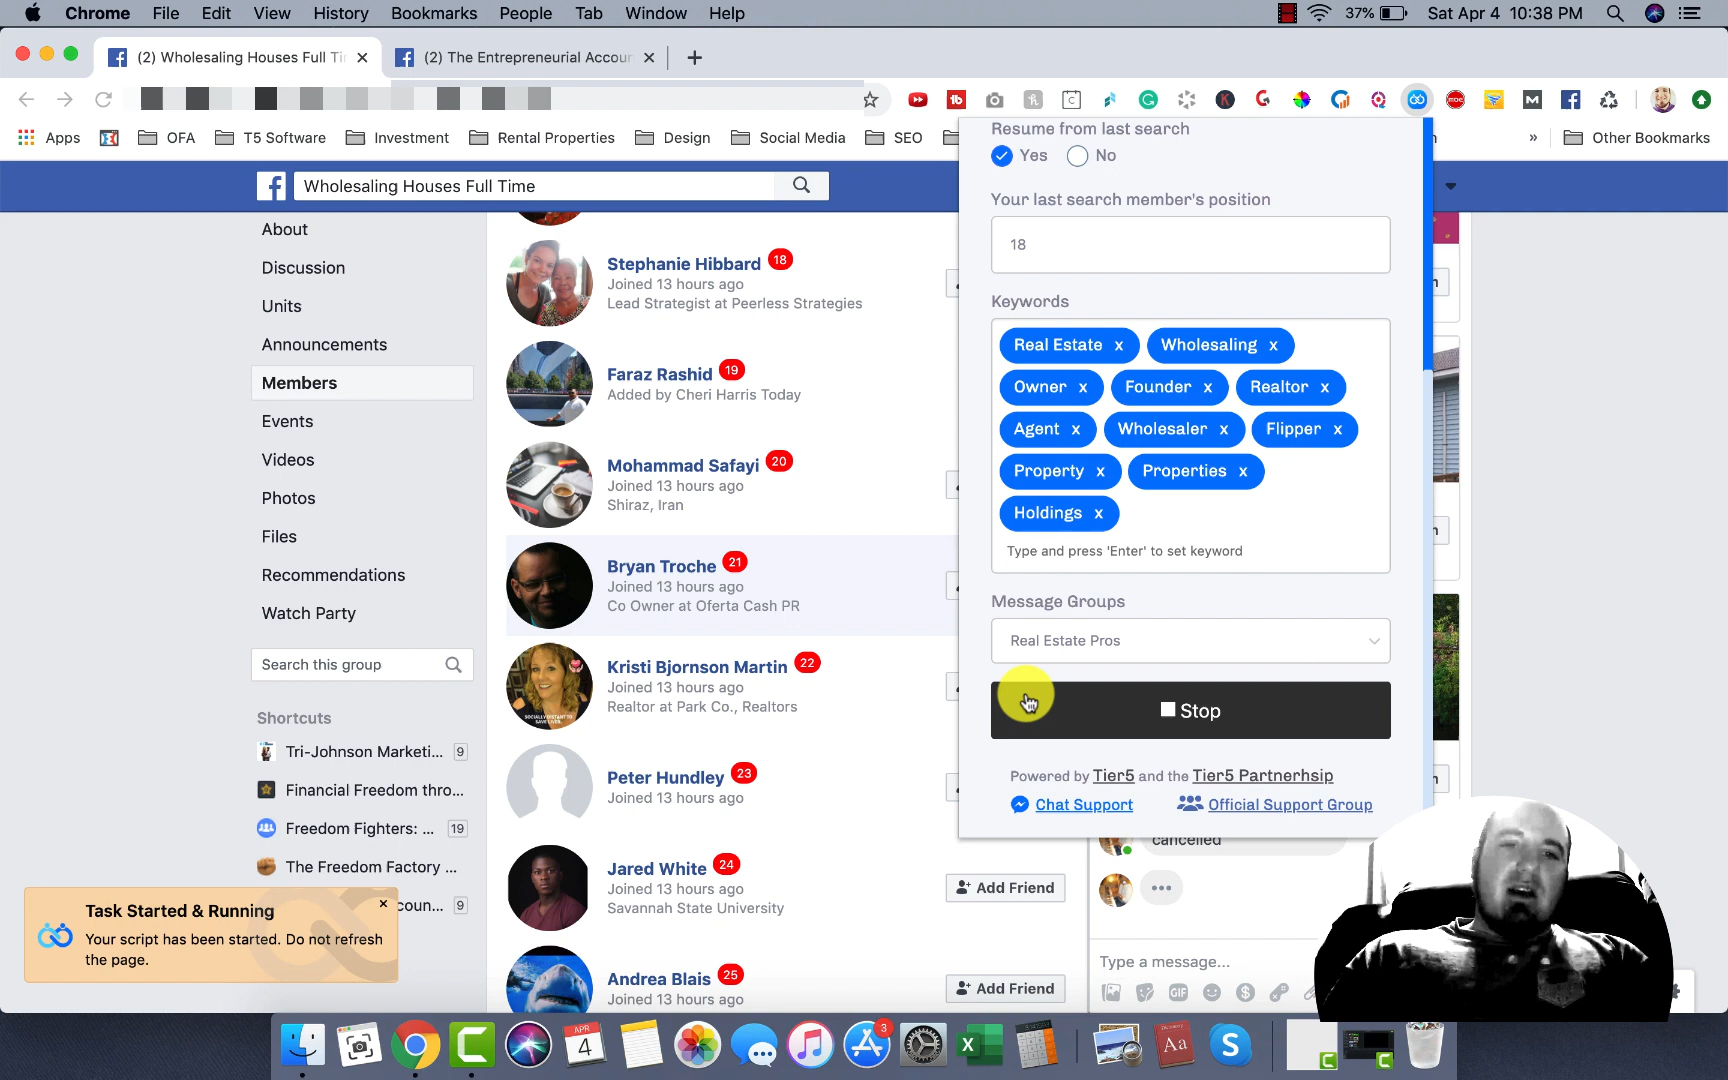 Chrome File Edit View History Bookmarks People Tab Window Help
37% Sat Apr 4 10:38 PM
(2) Wholesaling Houses Full Tir
(2) The Entrepreneurial Accoun
Apps OFA T5 Software Investment Rental Properties Design Social Media SEO » Other Bookmarks
Wholesaling Houses Full Time
About
Discussion
Units
Announcements
Members
Events
Videos
Photos
Files
Recommendations
Watch Party
Search this group
Shortcuts
Tri-Johnson Marketi... 9
Financial Freedom thro...
Freedom Fighters: ... 19
The Freedom Factory ...
coun... 9
Task Started & Running
Your script has been started. Do not refresh
the page.
Stephanie Hibbard 18
Joined 13 hours ago
Lead Strategist at Peerless Strategies
Faraz Rashid 19
Added by Cheri Harris Today
Mohammad Safayi 20
Joined 13 hours ago
Shiraz, Iran
Bryan Troche 21
Joined 13 hours ago
Co Owner at Oferta Cash PR
Kristi Bjornson Martin 22
Joined 13 hours ago
Realtor at Park Co., Realtors
Peter Hundley 23
Joined 13 hours ago
Jared White 24
Joined 13 hours ago
Savannah State University
Add Friend
Andrea Blais 25
Joined 13 hours ago
Add Friend
Resume from last search
Yes No
Your last search member's position
18
Keywords
Real Estate x Wholesaling x
Owner x Founder x Realtor x
Agent x Wholesaler x Flipper x
Property x Properties x
Holdings x
Type and press 'Enter' to set keyword
Message Groups
Real Estate Pros
Stop
Powered by Tier5 and the Tier5 Partnerhsip
Chat Support Official Support Group
cancelled
Type a message...
GIF
APR
4
3